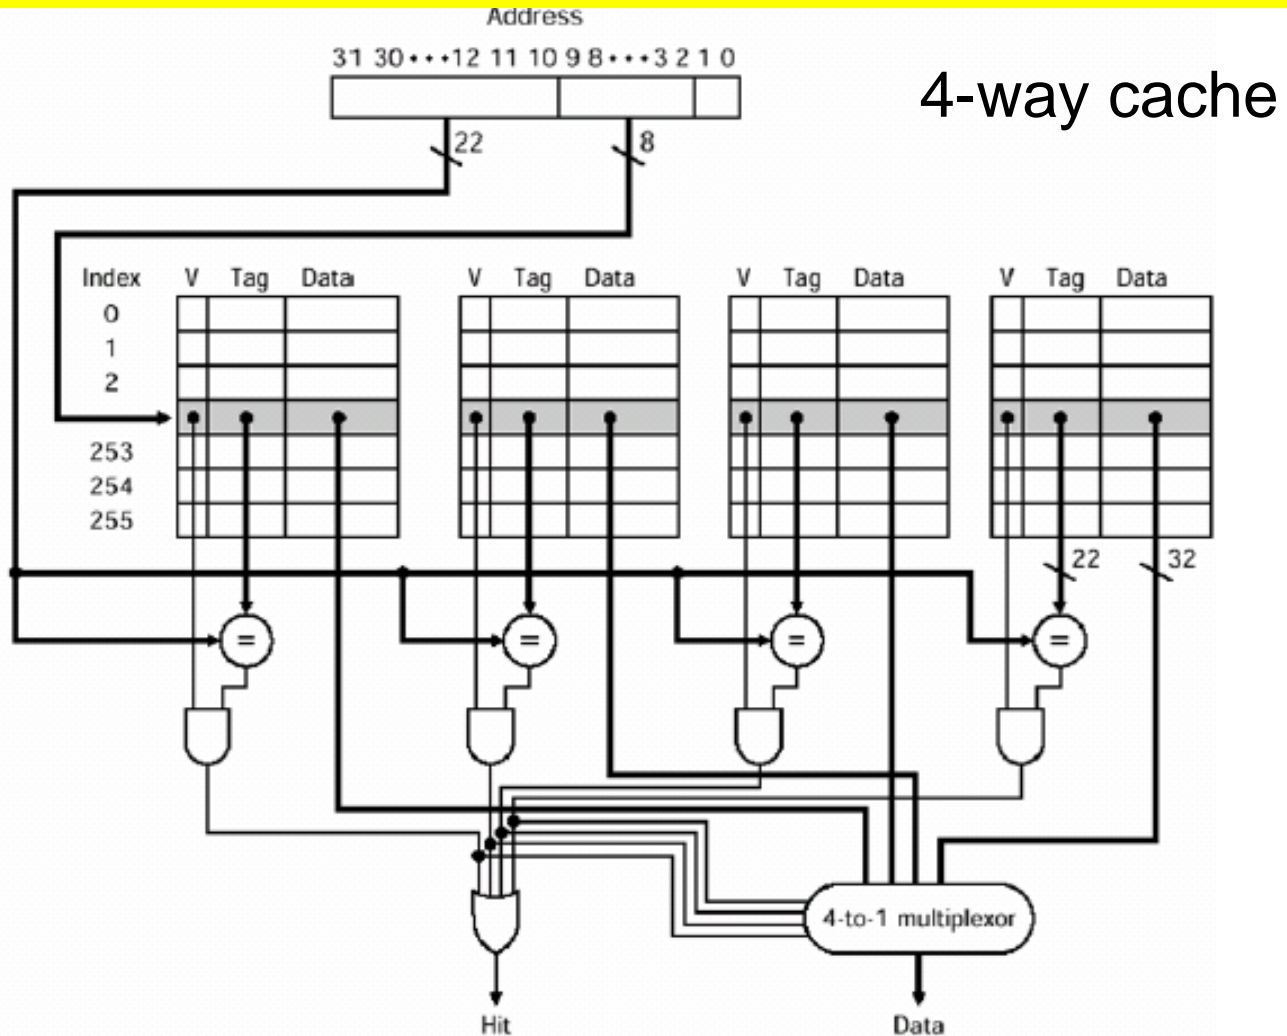 Address
31 30•••12 11 10 9 8•••3 2 1 0
4-way cache
22
8
Index V Tag Data V Tag Data V Tag Data V Tag Data
0
1
2
253
254
255
22 32
= = = =
4-to-1 multiplexor
Hit Data